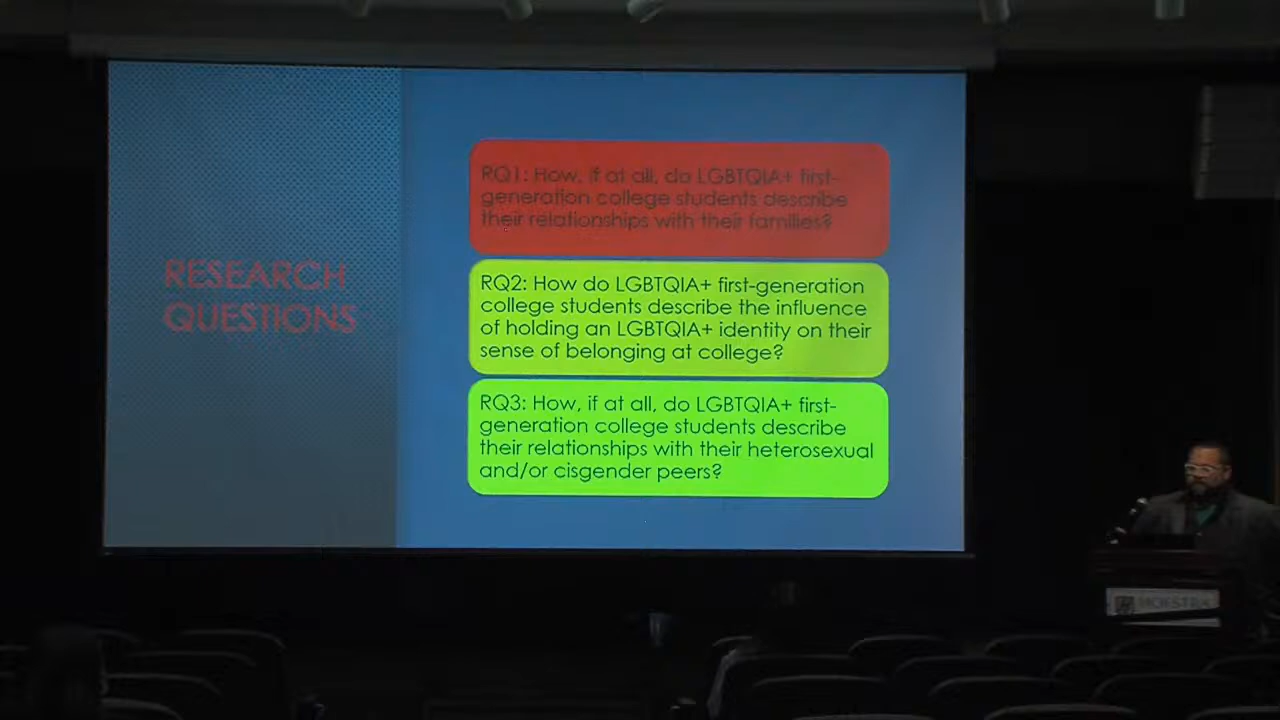 RESEARCH
QUESTIONS
RQ1: How, if at all, do LGBTQIA+ first-
generation college students describe
their relationships with their families?
RQ2: How do LGBTQIA+ first-generation
college students describe the influence
of holding an LGBTQIA+ identity on their
sense of belonging at college?
RQ3: How, if at all, do LGBTQIA+ first-
generation college students describe
their relationships with their heterosexual
and/or cisgender peers?
HOFSTRA